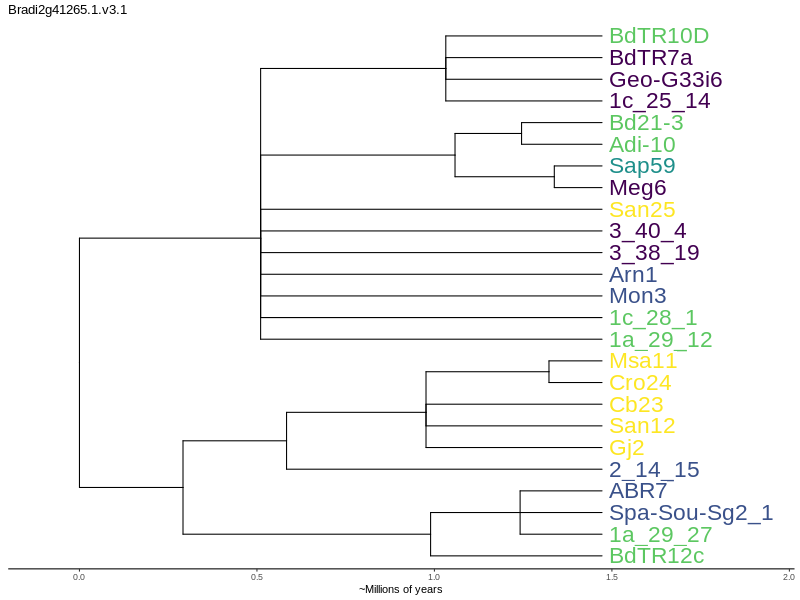 Bradi2g41265.1.v3.1
BdTR10D
BdTR7a
Geo-G33i6
1c_25_14
Bd21-3
Adi-10
Sap59
Meg6
San25
3_40_4
3_38_19
Arn1
Mon3
1c_28_1
1a_29_12
Msa11
Cro24
Cb23
San12
Gj2
2_14_15
ABR7
Spa-Sou-Sg2_1
1a_29_27
BdTR12c
0.0 0.5 1.0 1.5 2.0
~Millions of years